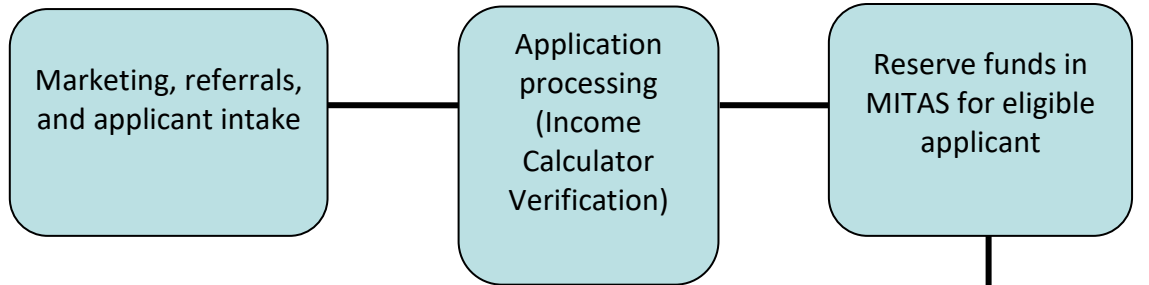 Marketing, referrals,
and applicant intake
Application
processing
(Income
Calculator
Verification)
Reserve funds in
MITAS for eligible
applicant